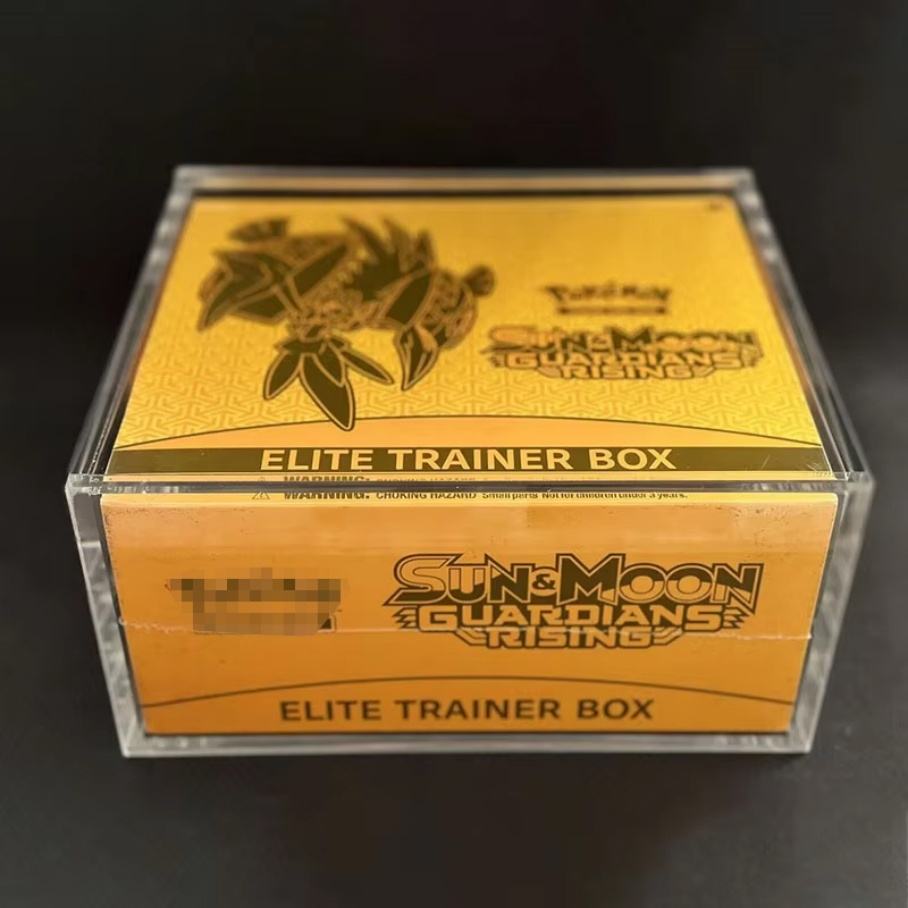 Pokémon
SUN & MOON
GUARDIANS
RISING
ELITE TRAINER BOX
WARNING:
WARNING: CHOKING HAZARD Small parts Not for children under 3 years.
SUN & MOON
GUARDIANS
RISING
ELITE TRAINER BOX